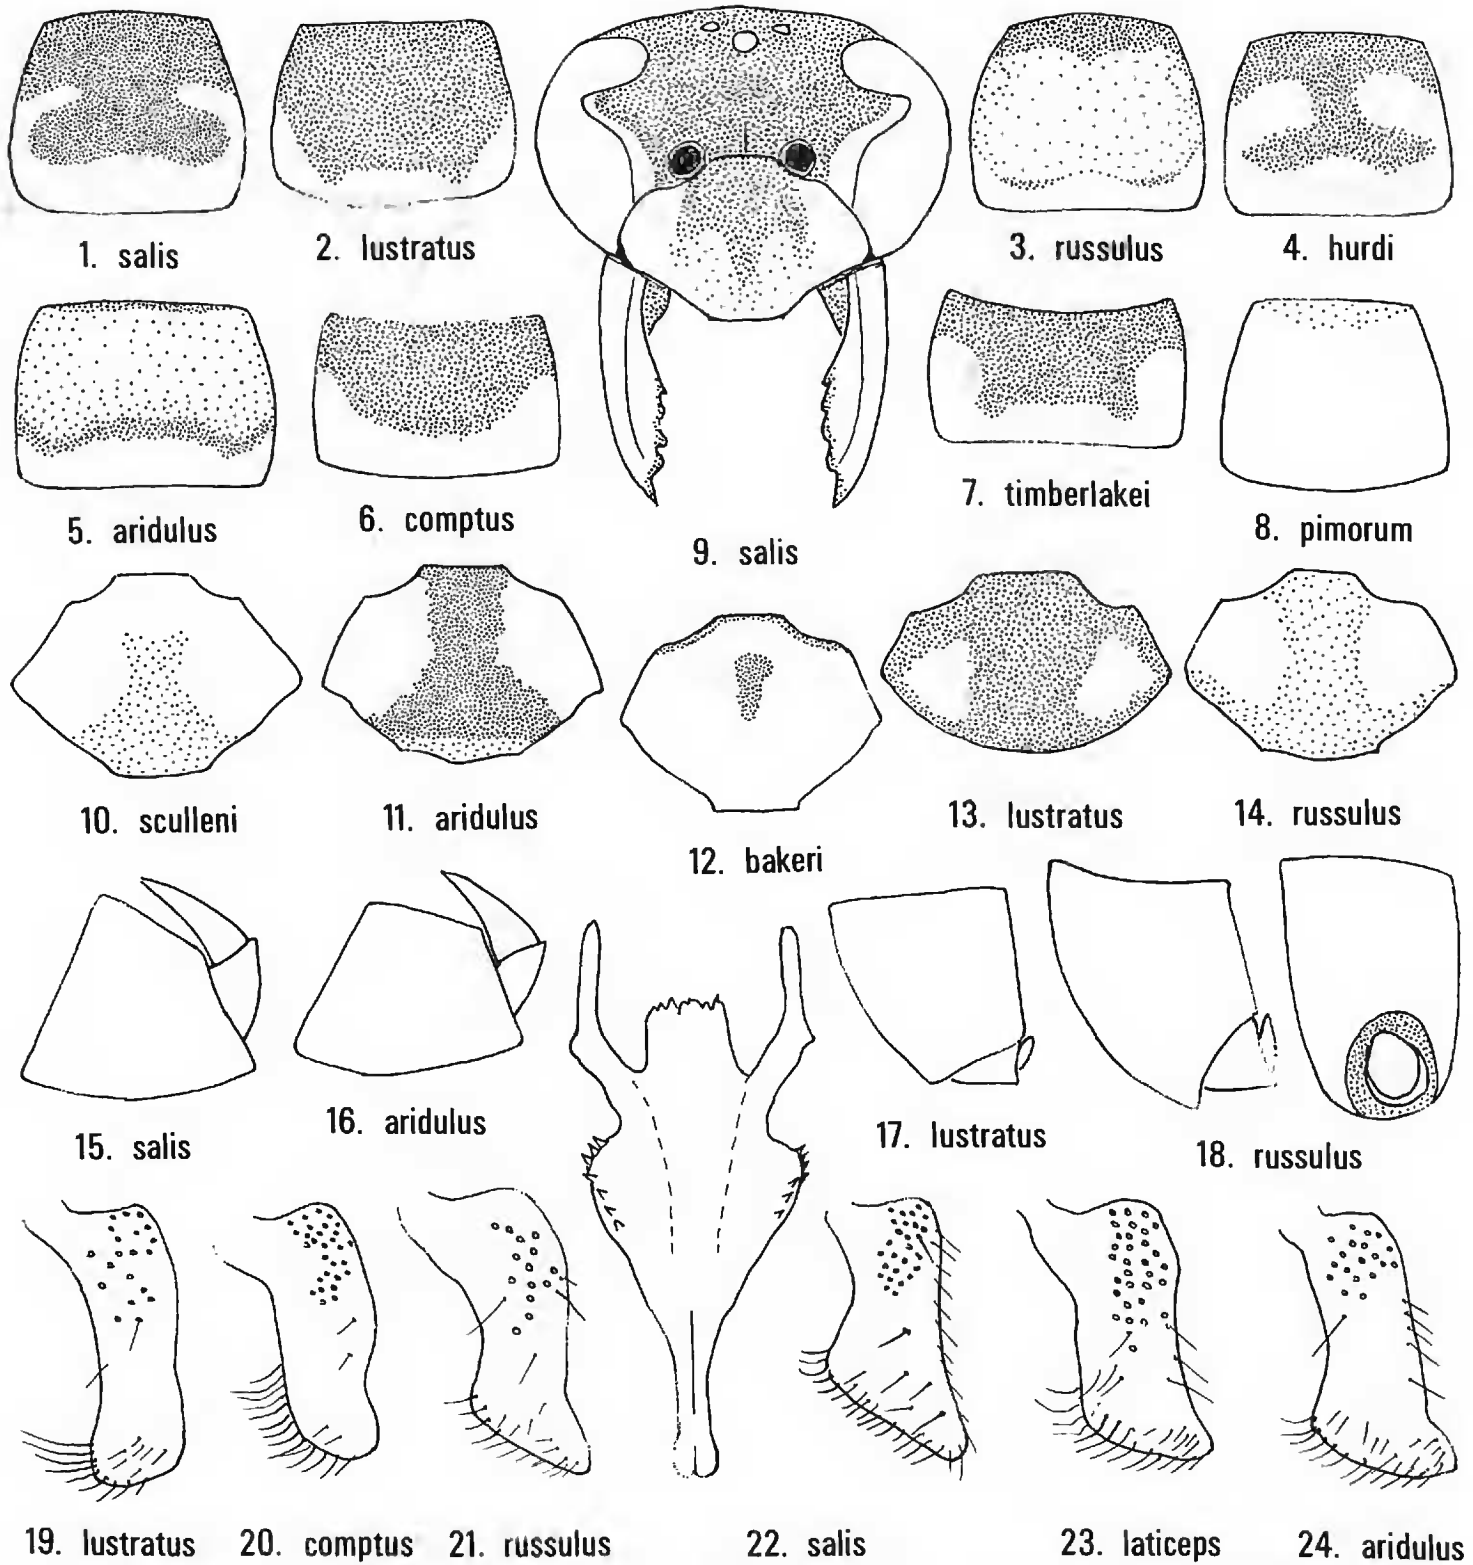 1. salis
2. lustratus
3. russulus
4. hurdi
5. aridulus
6. comptus
7. timberlakei
8. pimorum
9. salis
10. sculleni
11. aridulus
12. bakeri
13. lustratus
14. russulus
15. salis
16. aridulus
17. lustratus
18. russulus
19. lustratus
20. comptus
21. russulus
22. salis
23. laticeps
24. aridulus